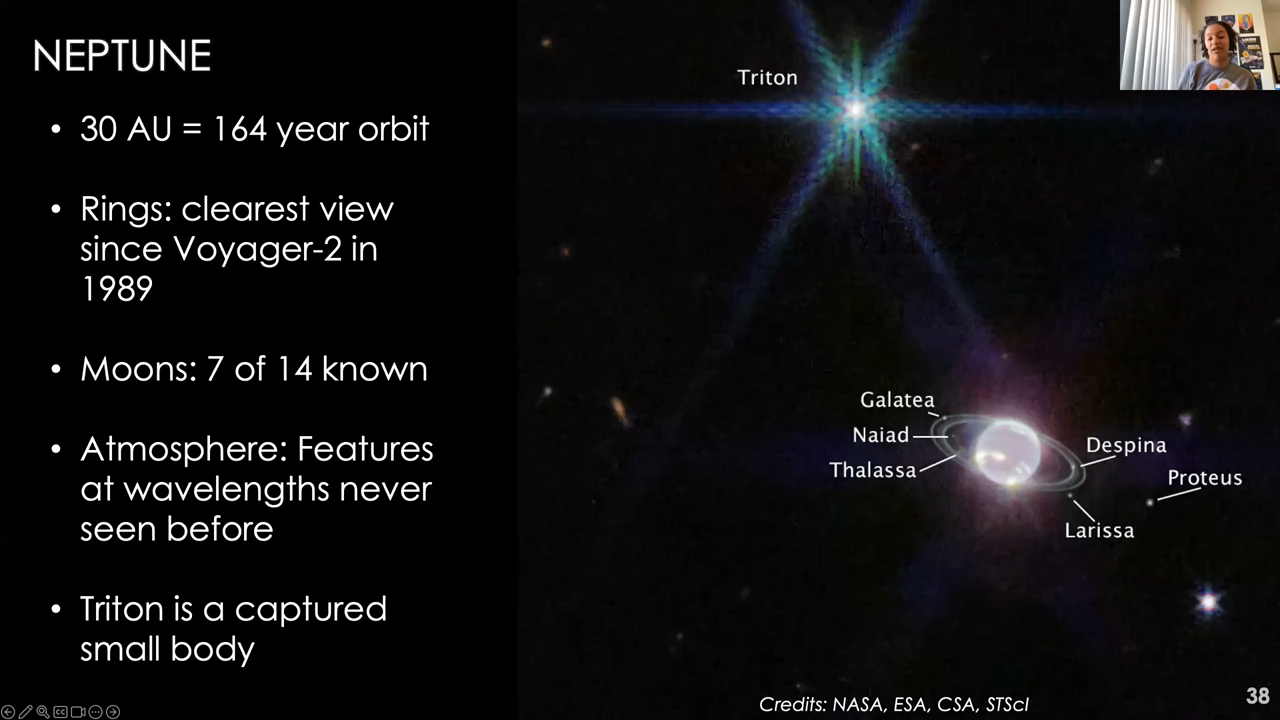 NEPTUNE
• 30 AU = 164 year orbit
• Rings: clearest view
since Voyager-2 in
1989
• Moons: 7 of 14 known
• Atmosphere: Features
at wavelengths never
seen before
• Triton is a captured
small body
Triton
Galatea
Naiad
Thalassa
Despina
Proteus
Larissa
Credits: NASA, ESA, CSA, STScI
38